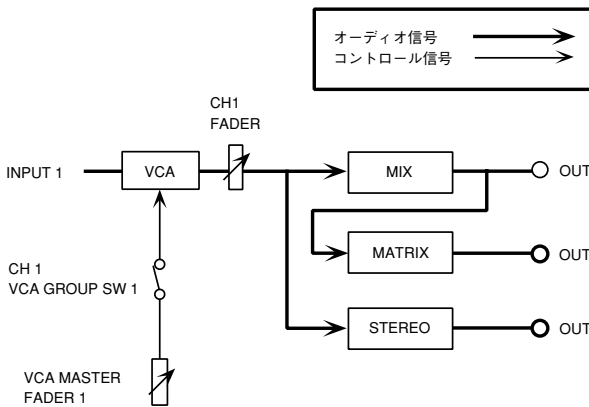 オーディオ信号
コントロール信号
CH1
FADER
INPUT 1
VCA
MIX
OUT
MATRIX
OUT
CH 1
VCA GROUP SW 1
STEREO
OUT
VCA MASTER
FADER 1